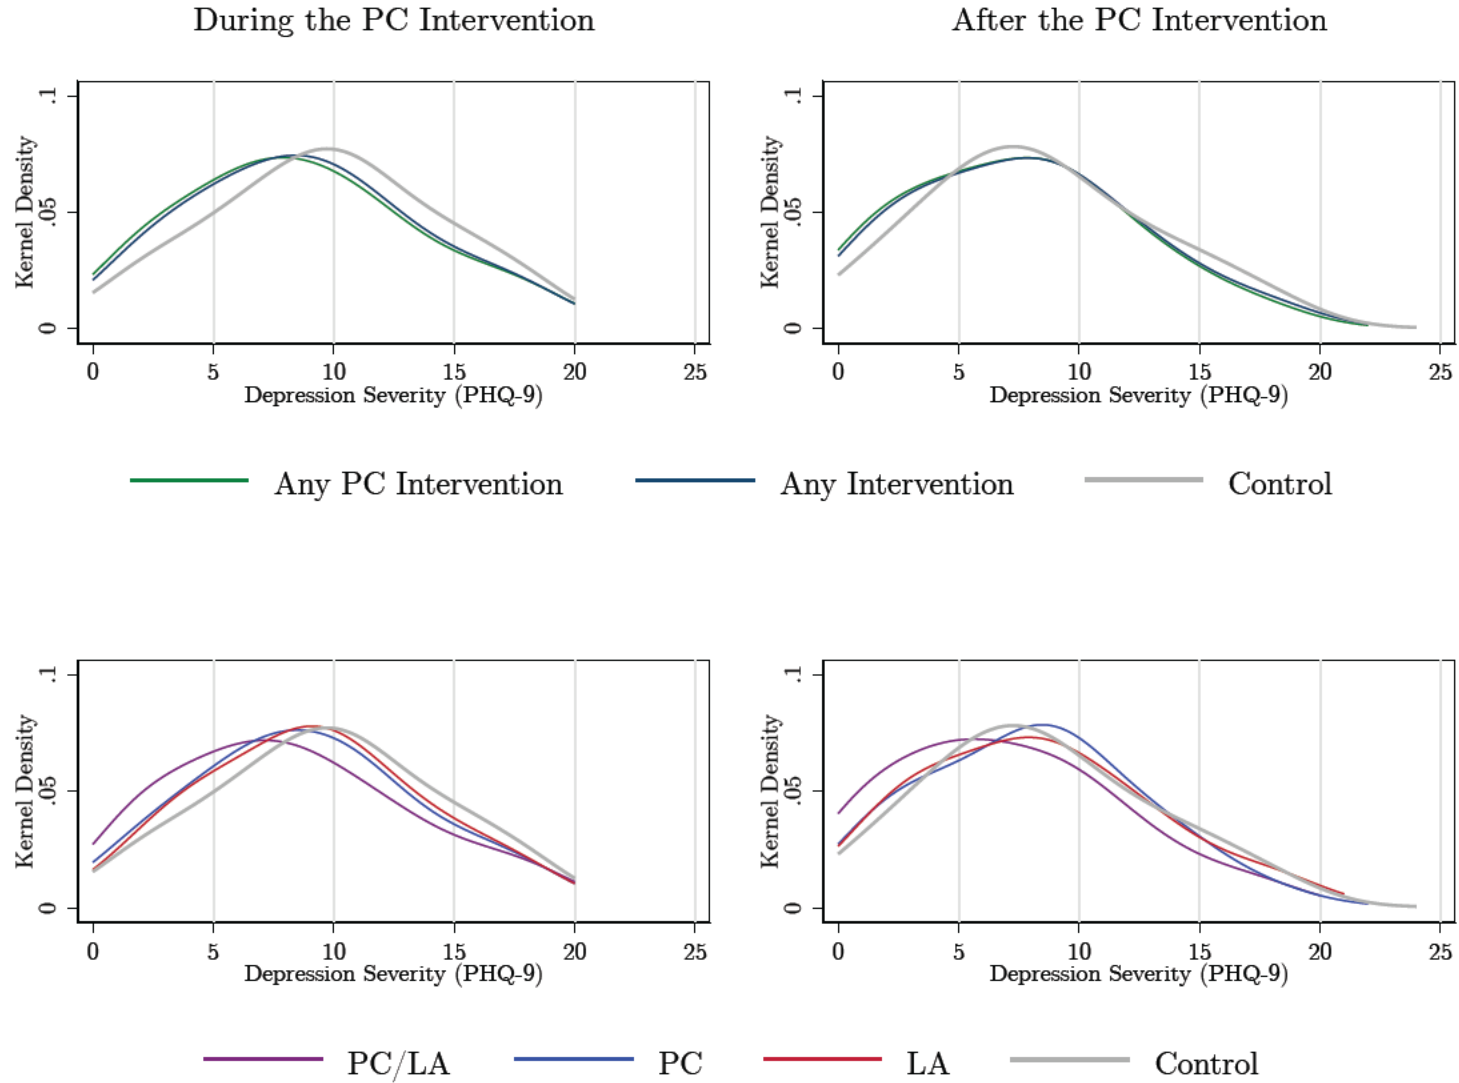 During the PC Intervention
After the PC Intervention
Kernel Density
0 .05 .1
0 5 10 15 20 25
Depression Severity (PHQ-9)
Kernel Density
0 .05 .1
0 5 10 15 20 25
Depression Severity (PHQ-9)
Any PC Intervention Any Intervention Control
Kernel Density
0 .05 .1
0 5 10 15 20 25
Depression Severity (PHQ-9)
Kernel Density
0 .05 .1
0 5 10 15 20 25
Depression Severity (PHQ-9)
PC/LA PC LA Control